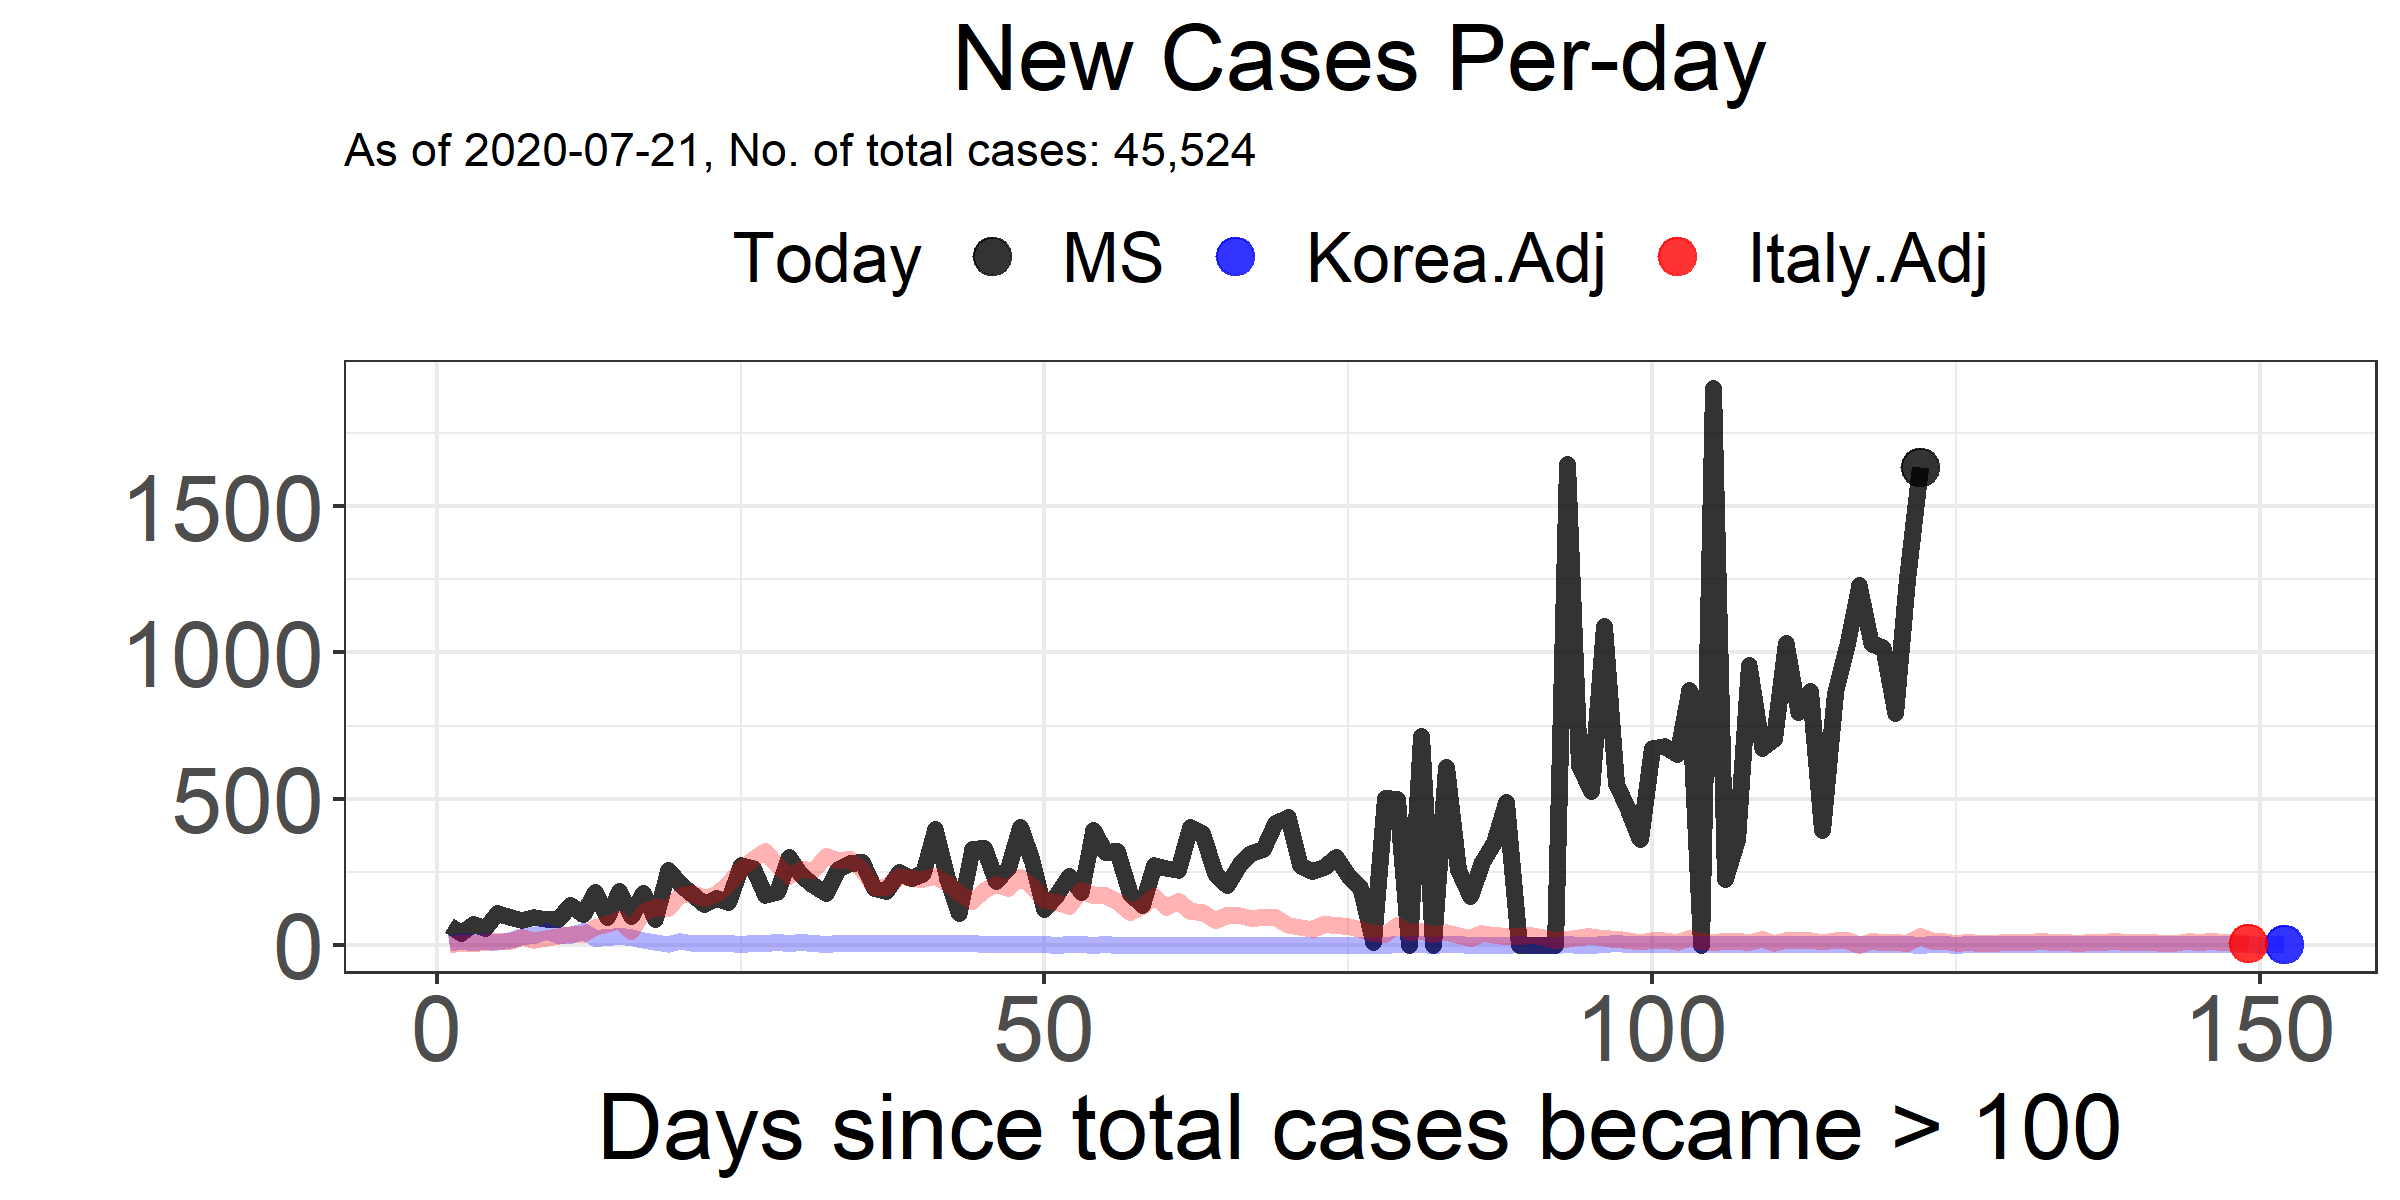 New Cases Per-day
As of 2020-07-21, No. of total cases: 45,524
Today MS Korea.Adj Italy.Adj
1500
1000
500
0
0 50 100 150
Days since total cases became > 100